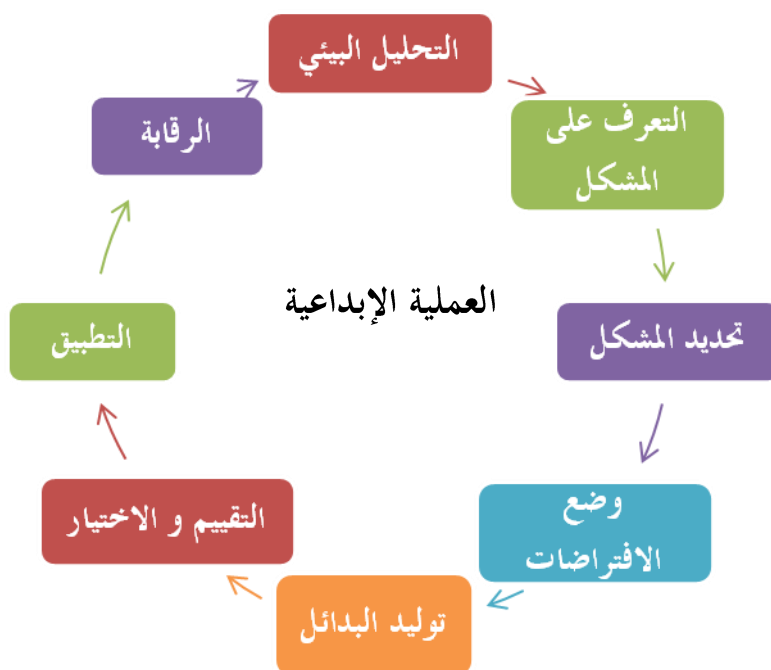 التحليل البيئي
التعرف على
المشكل
تحديد المشكل
وضع
الافتراضات
توليد البدائل
التقييم و الاختيار
التطبيق
الرقابة
العملية الإبداعية